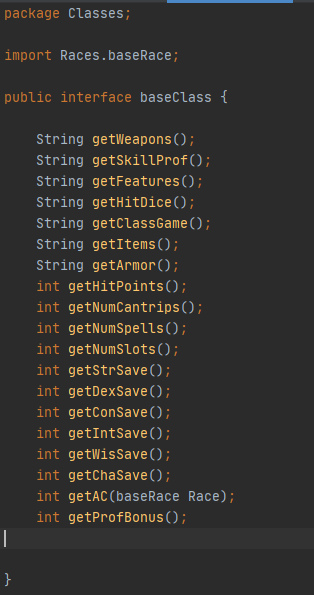 package Classes;
import Races.baseRace;
public interface baseClass {
String getWeapons();
String getSkillProf();
String getFeatures();
String getHitDice();
String getClassGame();
String getItems();
String getArmor();
int getHitPoints();
int getNumCantrips();
int getNumSpells();
int getNumSlots();
int getStrSave();
int getDexSave();
int getConSave();
int getIntSave();
int getWisSave();
int getChaSave();
int getAC(baseRace Race);
int getProfBonus();
}